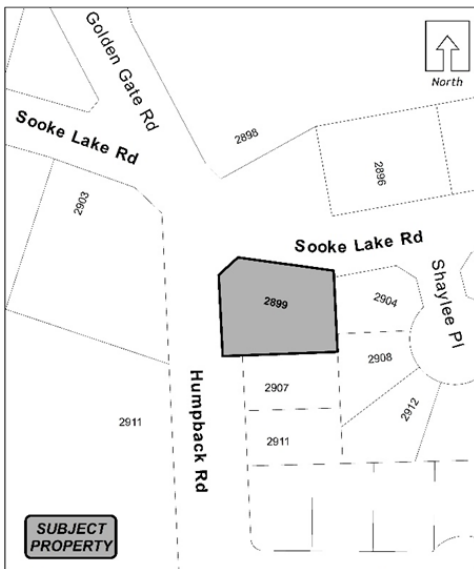 Golden Gate Rd
North
Sooke Lake Rd
2898
2896
2903
Sooke Lake Rd
2899
2904
Shaylee Pl
2908
2907
2912
Humpback Rd
2911
2911
SUBJECT
PROPERTY